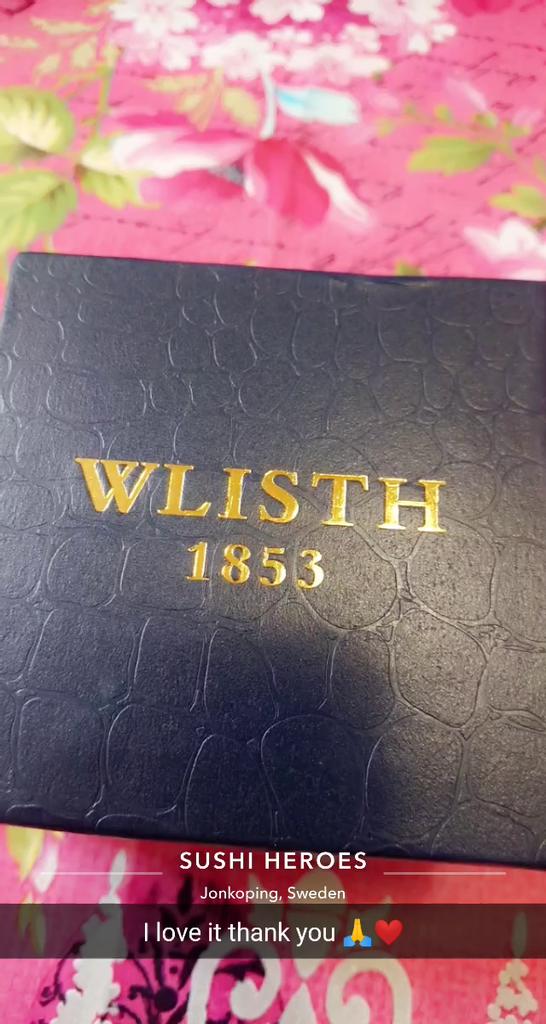 WLISTH
1853
SUSHI HEROES
Jonkoping, Sweden
I love it thank you 🙏❤️